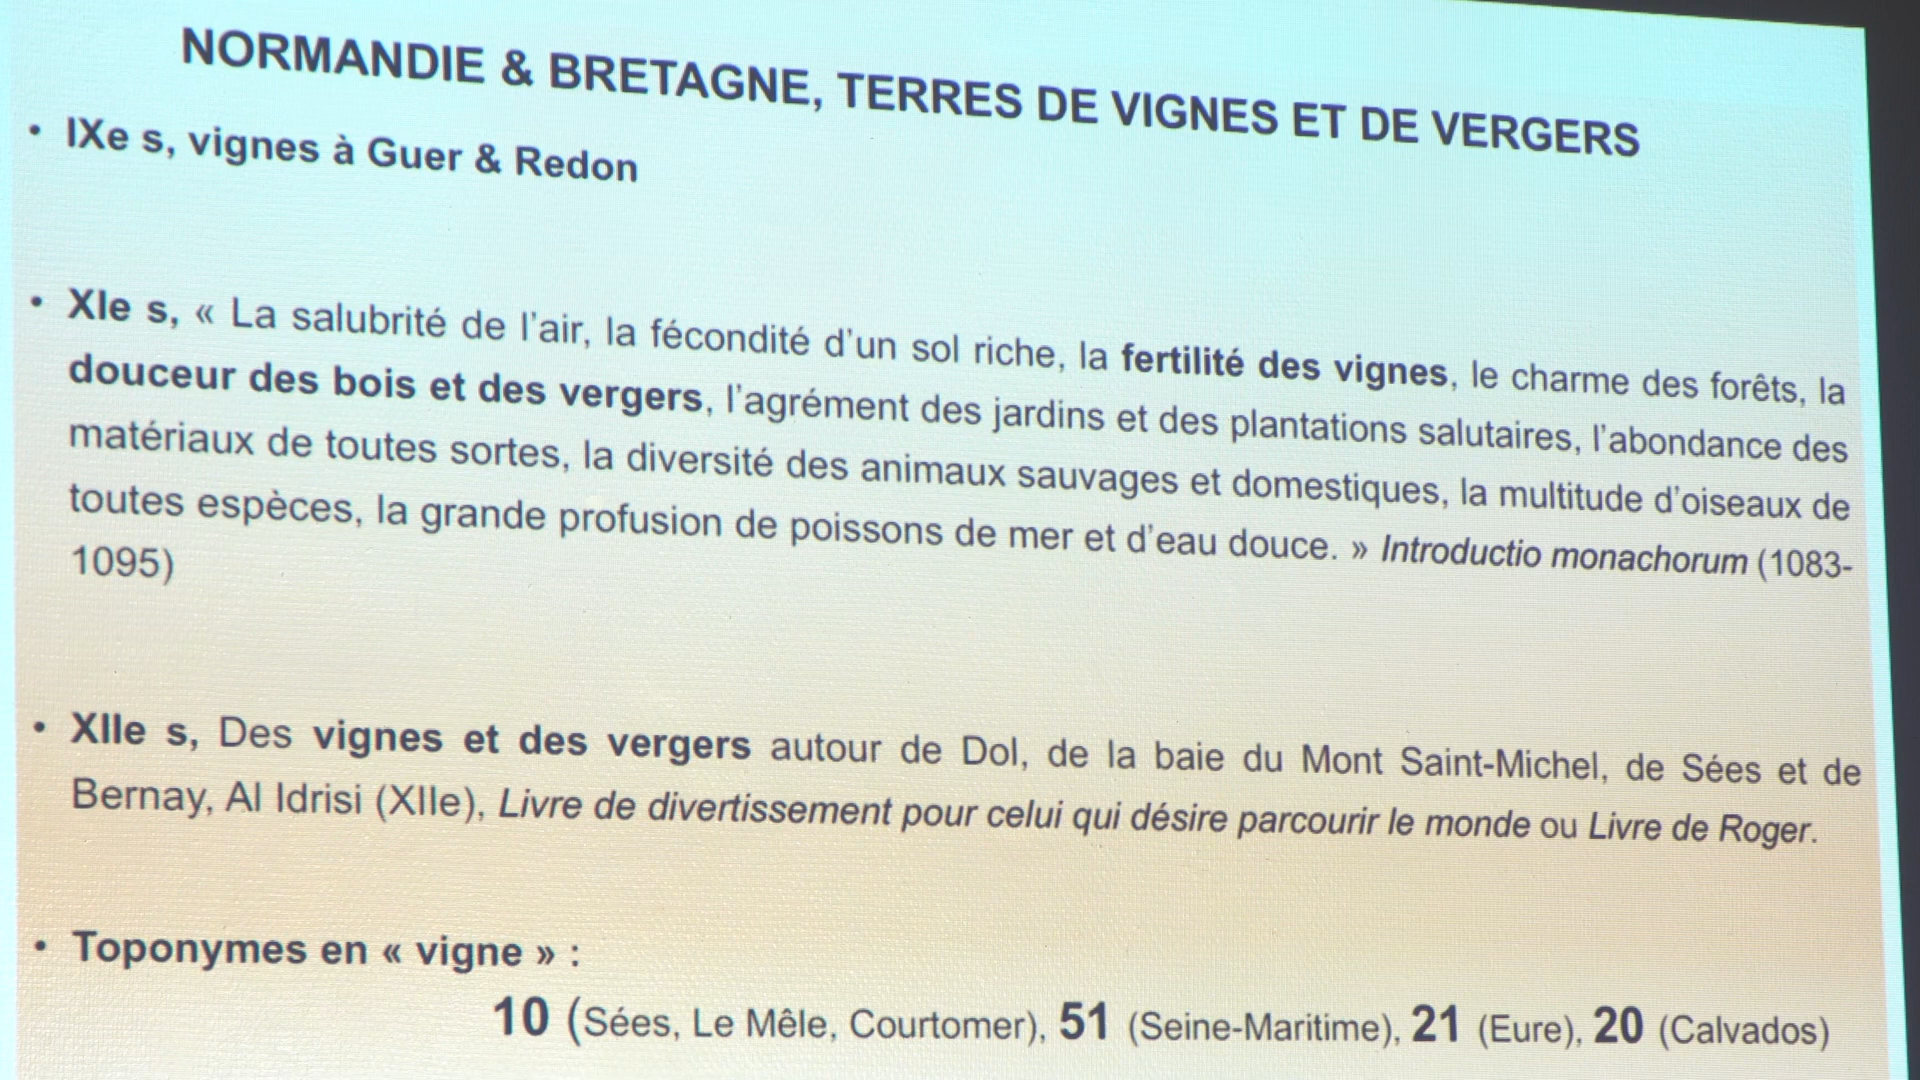 NORMANDIE & BRETAGNE, TERRES DE VIGNES ET DE VERGERS
• IXe s, vignes à Guer & Redon
• XIe s, « La salubrité de l'air, la fécondité d'un sol riche, la fertilité des vignes, le charme des forêts, la
douceur des bois et des vergers, l'agrément des jardins et des plantations salutaires, l'abondance des
matériaux de toutes sortes, la diversité des animaux sauvages et domestiques, la multitude d'oiseaux de
toutes espèces, la grande profusion de poissons de mer et d'eau douce. » Introductio monachorum (1083-
1095)
• XIIe s, Des vignes et des vergers autour de Dol, de la baie du Mont Saint-Michel, de Sées et de
Bernay, Al Idrisi (XIIe), Livre de divertissement pour celui qui désire parcourir le monde ou Livre de Roger.
• Toponymes en « vigne » :
10 (Sées, Le Mêle, Courtomer), 51 (Seine-Maritime), 21 (Eure), 20 (Calvados)